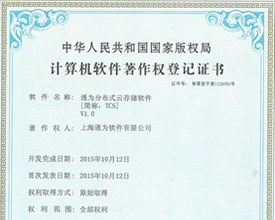 中华人民共和国国家版权局
计算机软件著作权登记证书
证书号：
软件名称： 通为分布式云存储软件
[简称：TCS]
V1.0
著作权人： 上海通为软件有限公司
开发完成日期： 2015年10月12日
首次发表日期： 2015年10月12日
权利取得方式： 原始取得
权利范围： 全部权利